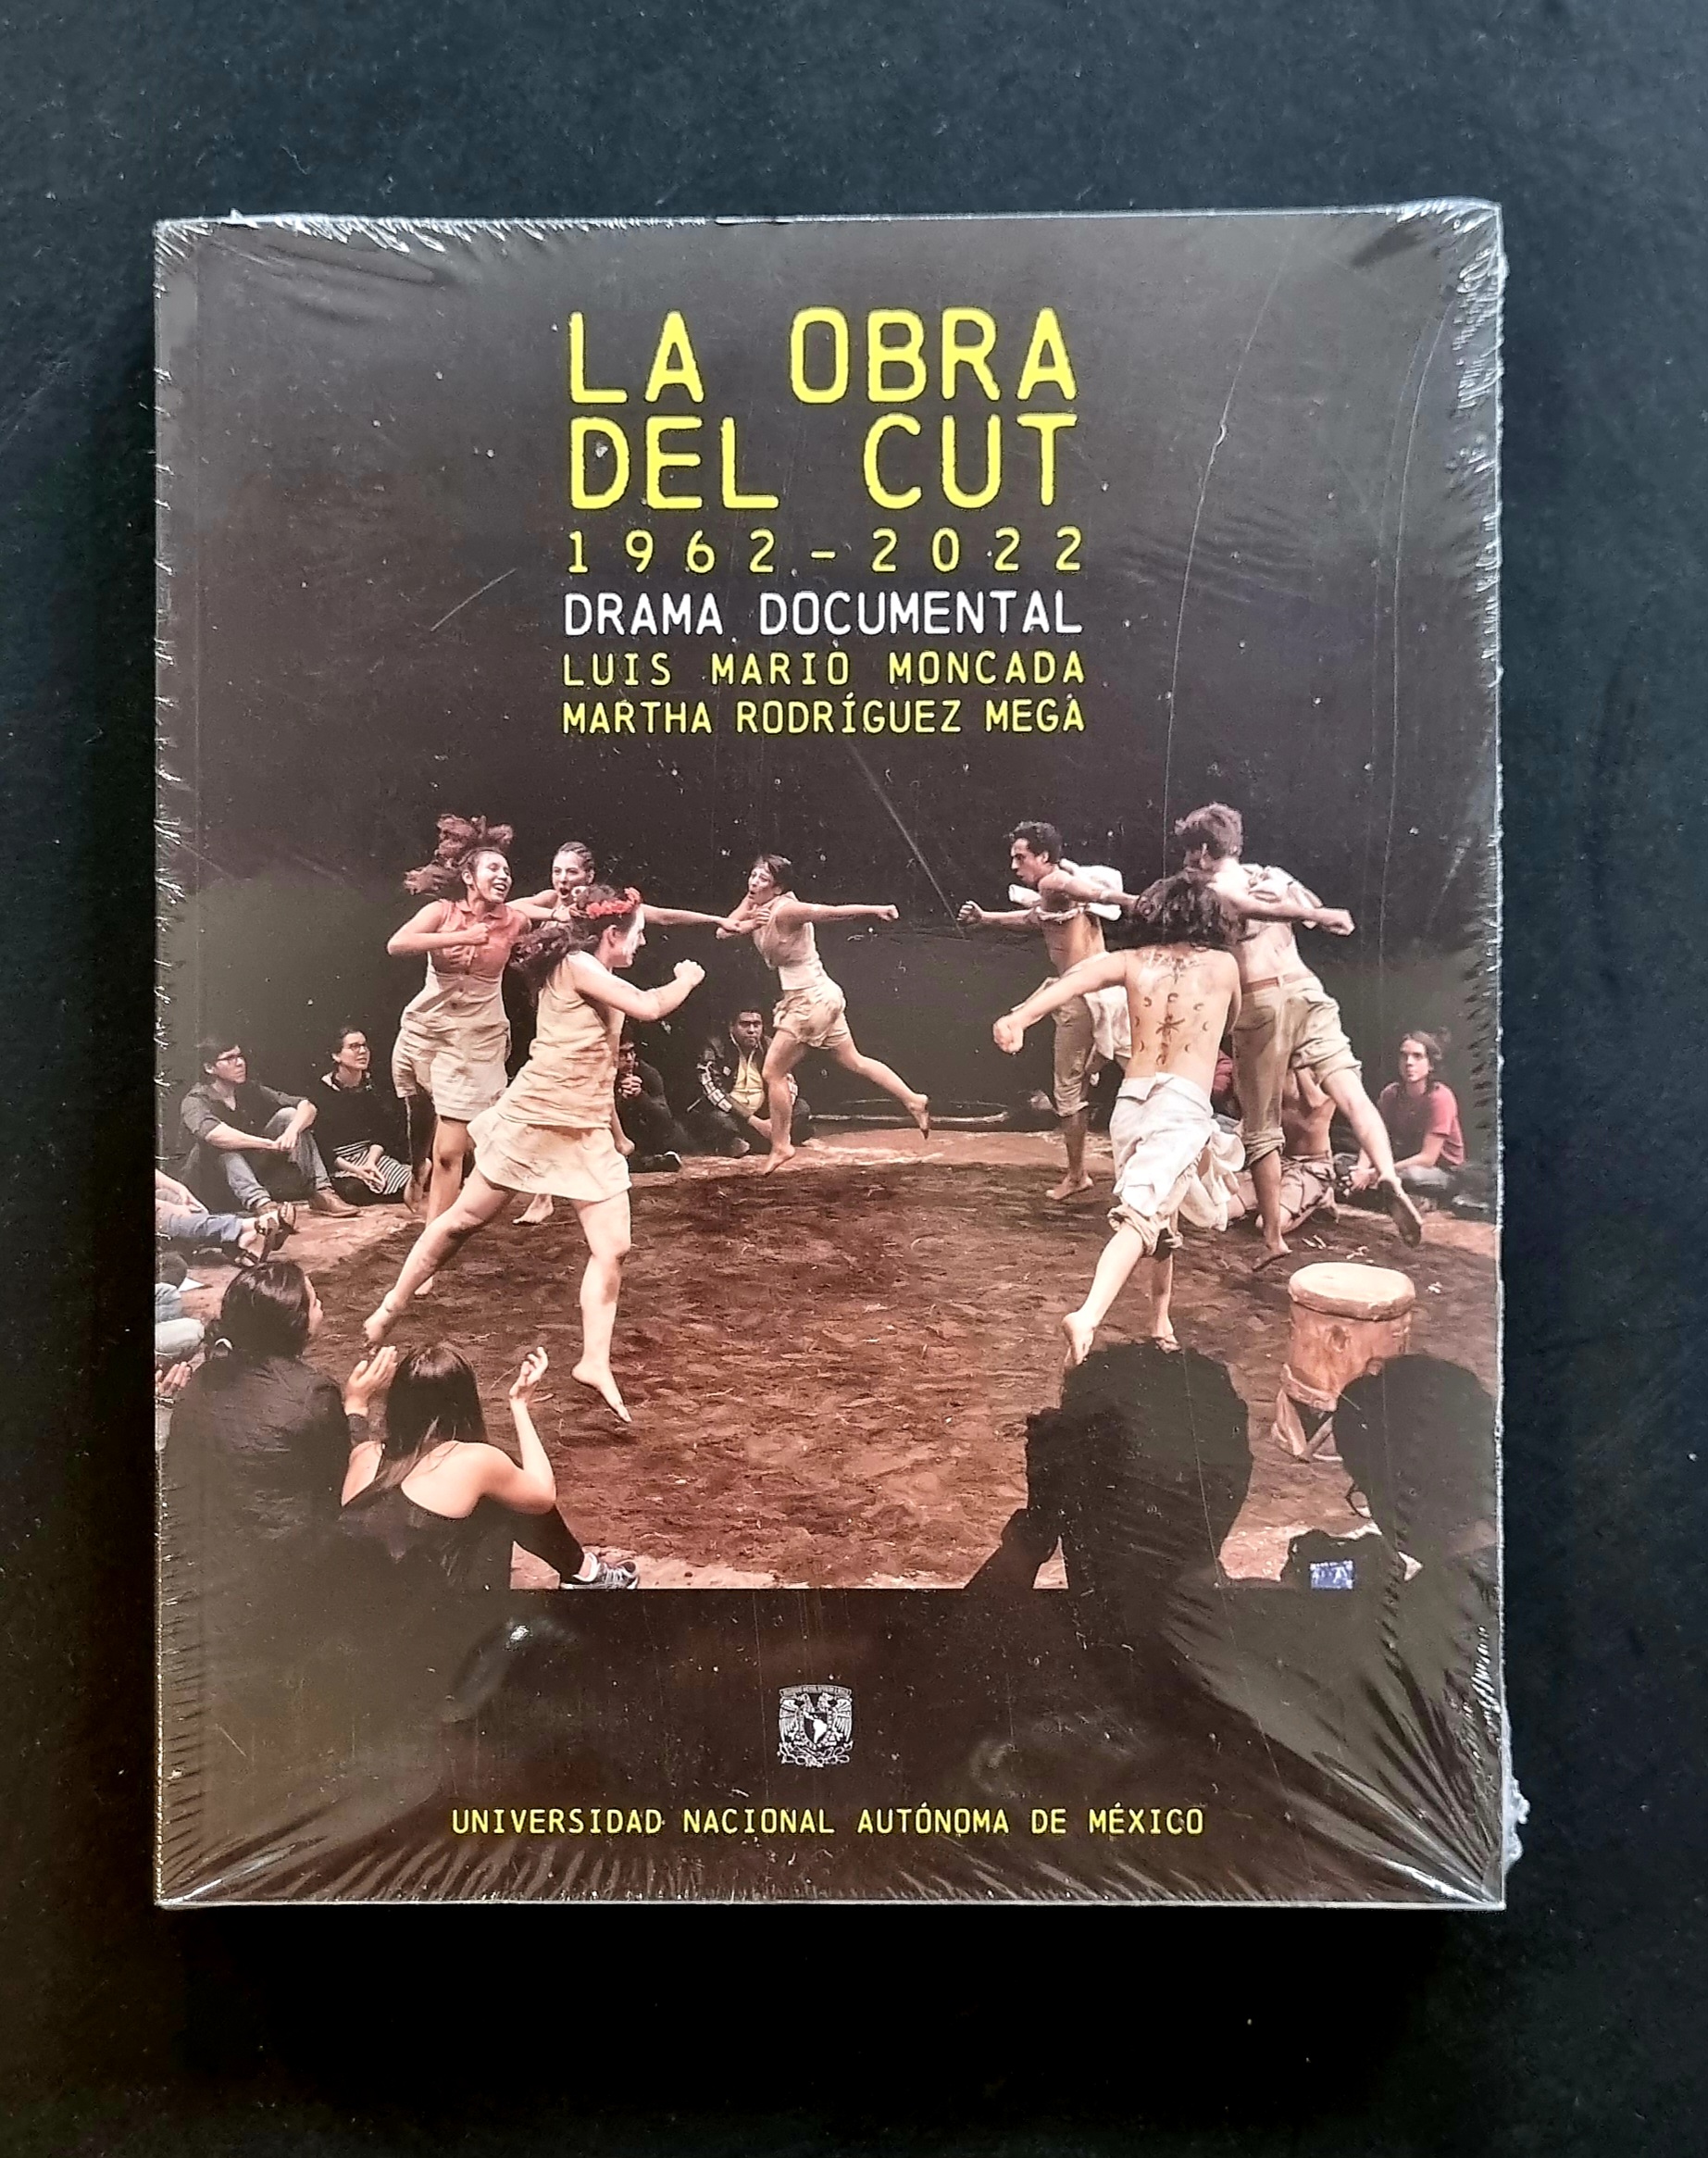 LA OBRA
DEL CUT
1962-2022
DRAMA DOCUMENTAL
LUIS MARIO MONCADA
MARTHA RODRÍGUEZ MEGA
UNIVERSIDAD NACIONAL AUTÓNOMA DE MÉXICO